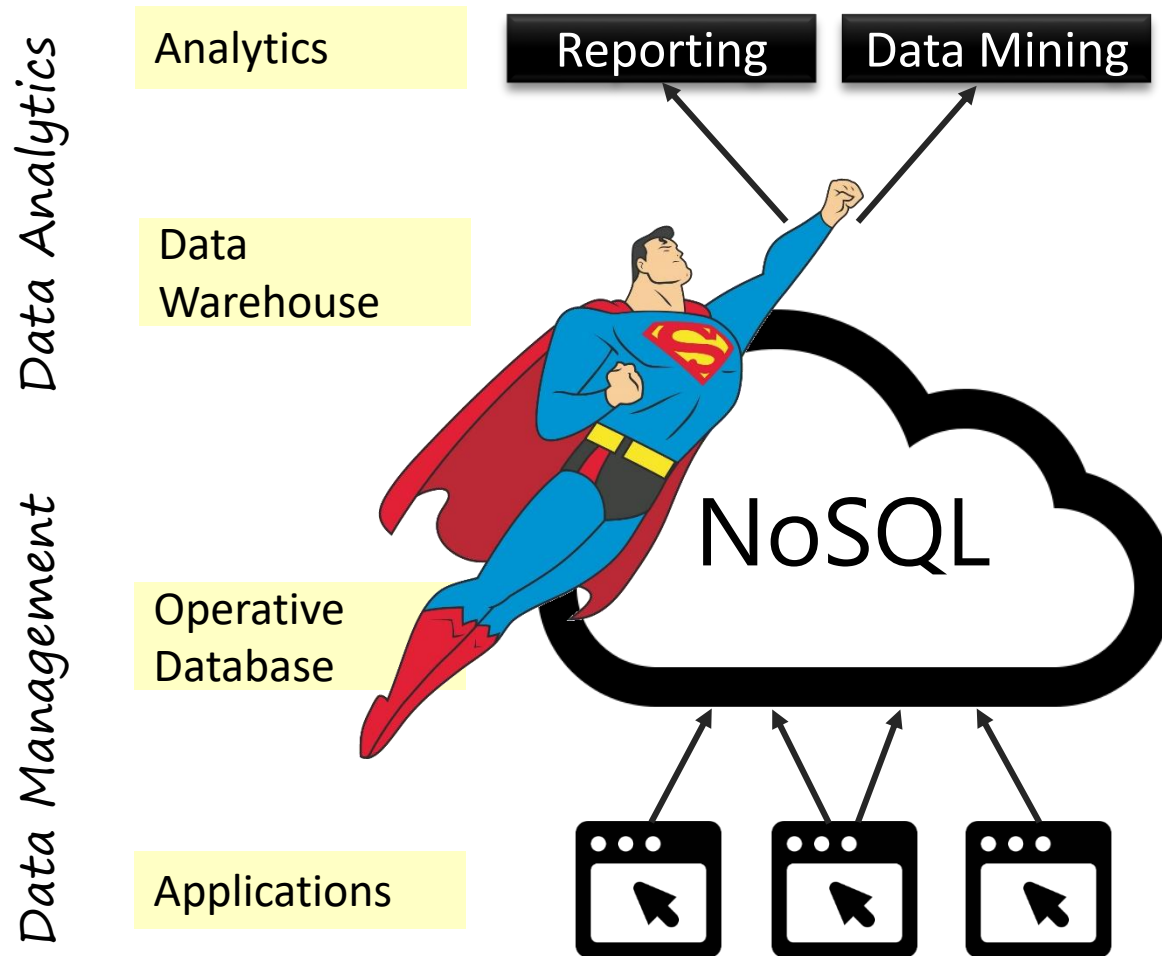 Data Analytics
Analytics
Reporting
Data Mining
Data
Warehouse
S
NoSQL
Data Management
Operative
Database
Applications